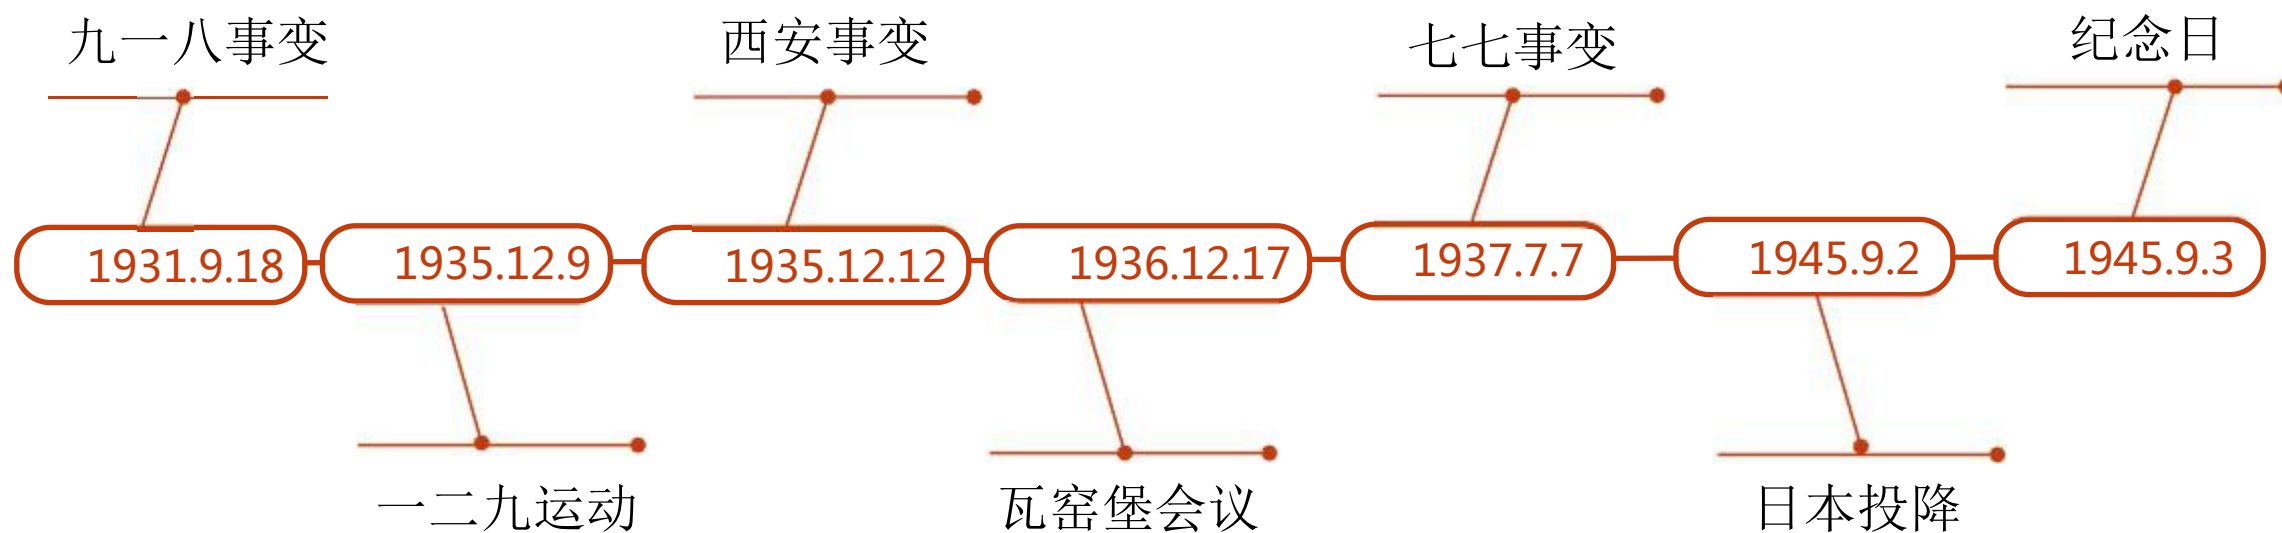 九一八事变
西安事变
七七事变
纪念日
1931.9.18
1935.12.9
1935.12.12
1936.12.17
1937.7.7
1945.9.2
1945.9.3
一二九运动
瓦窑堡会议
日本投降